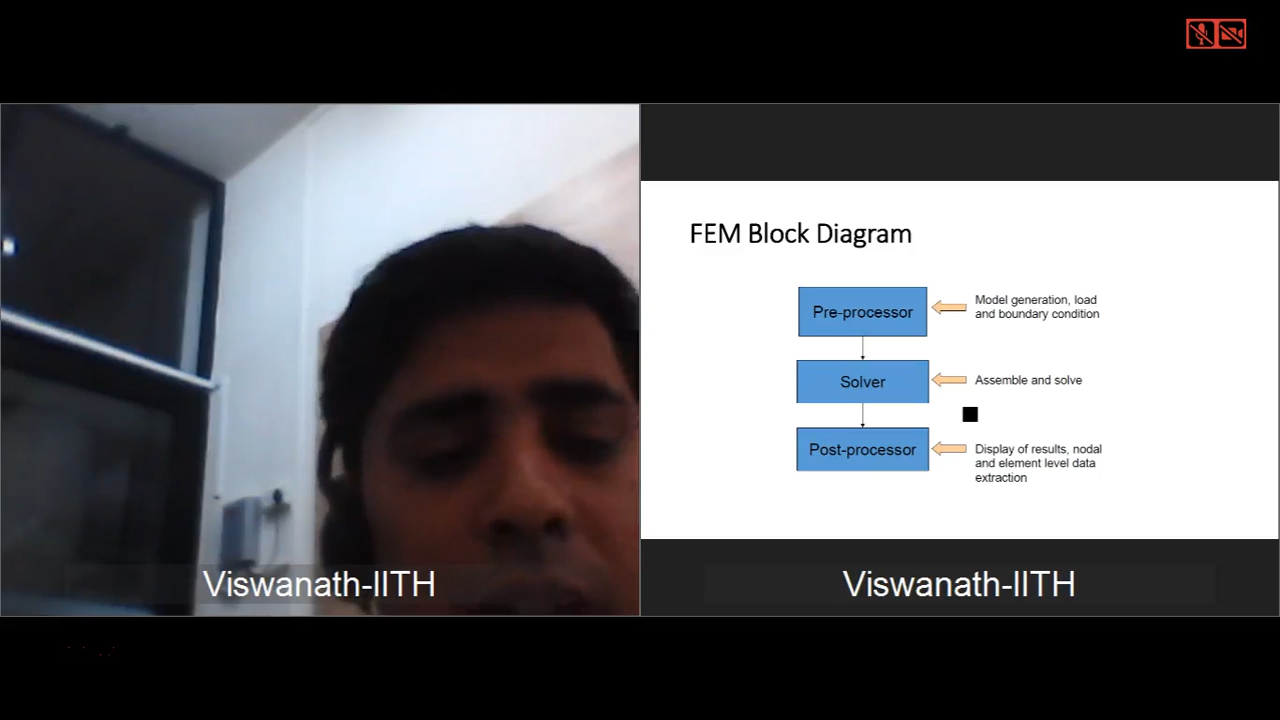 FEM Block Diagram
Pre-processor
Model generation, load
and boundary condition
Solver
Assemble and solve
Post-processor
Display of results, nodal
and element level data
extraction
Viswanath-IITH
Viswanath-IITH